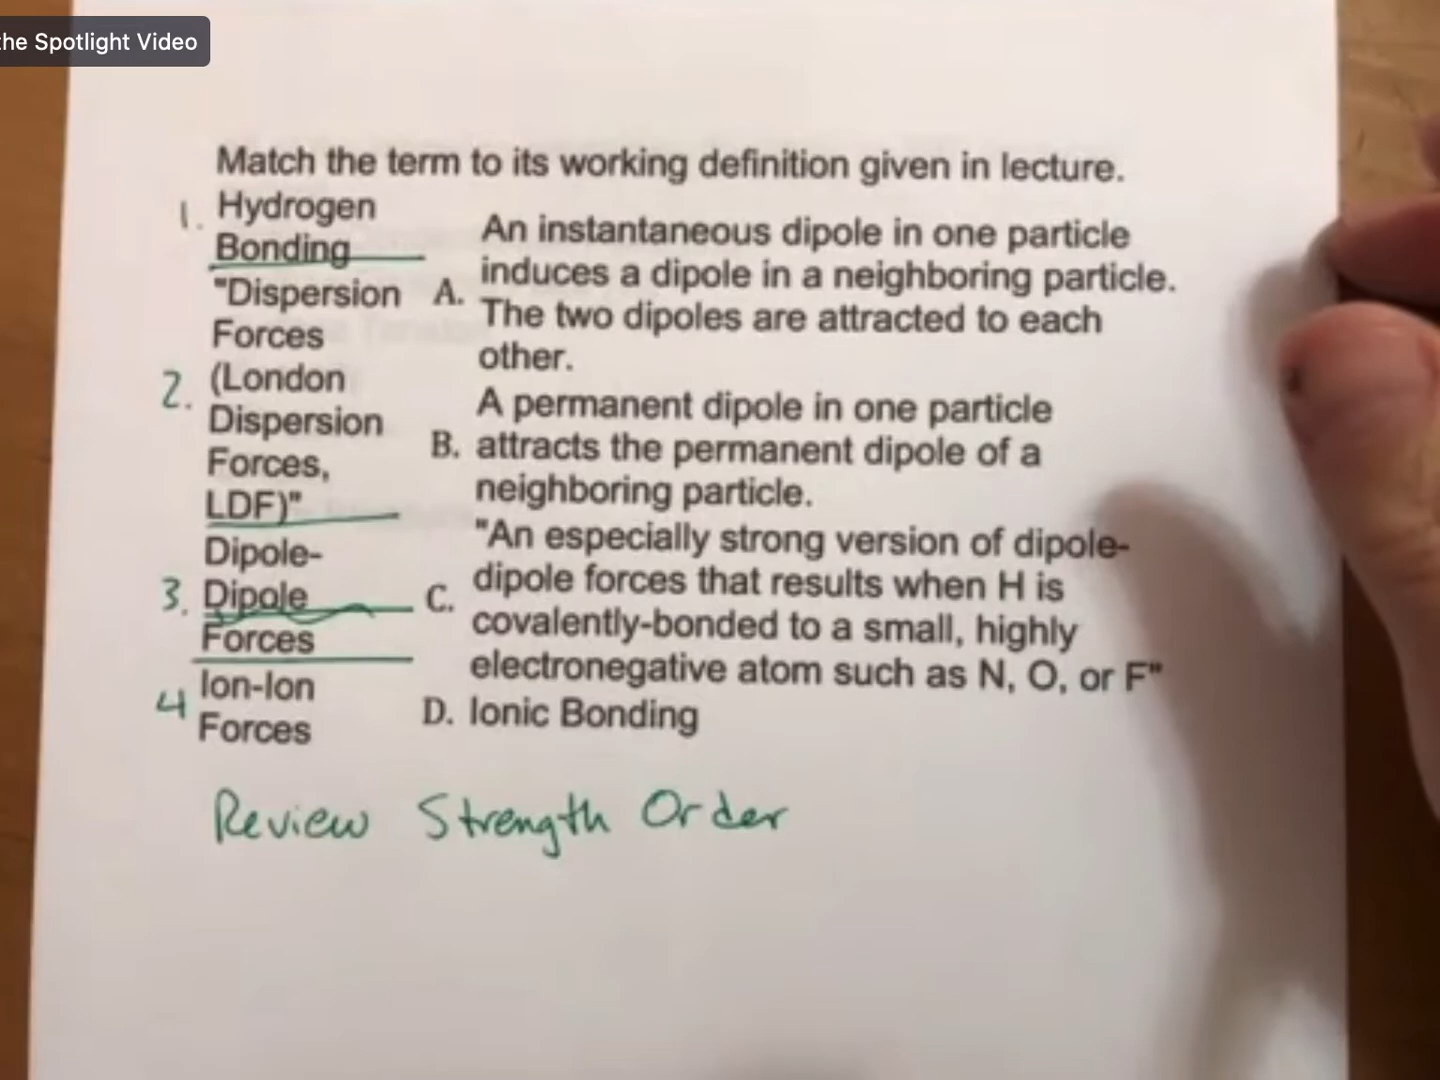 the Spotlight Video
Match the term to its working definition given in lecture.
1. Hydrogen
Bonding
"Dispersion
Forces
2. (London
Dispersion
Forces,
LDF)"
Dipole-
3. Dipole
Forces
4 Ion-Ion
Forces
An instantaneous dipole in one particle
A. induces a dipole in a neighboring particle.
The two dipoles are attracted to each
other.
A permanent dipole in one particle
B. attracts the permanent dipole of a
neighboring particle.
"An especially strong version of dipole-
C. dipole forces that results when H is
covalently-bonded to a small, highly
electronegative atom such as N, O, or F"
D. Ionic Bonding
Review Strength Order